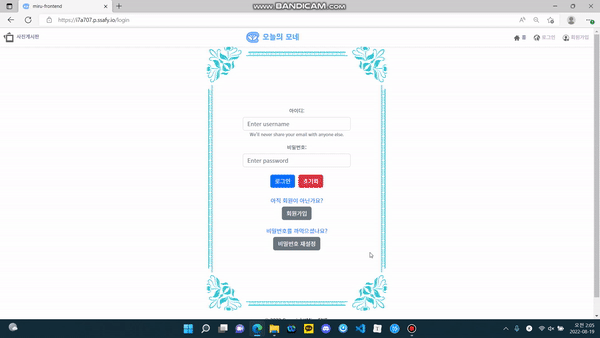 www.BANDICAM.com
miru-frontend
https://i7a707.p.ssafy.io/login
사진게시판
오늘의 모네
홈
로그인
회원가입
아이디:
Enter username
We'll never share your email with anyone else.
비밀번호:
Enter password
로그인
초기화
아직 회원이 아닌가요?
회원가입
비밀번호를 까먹으셨나요?
비밀번호 재설정
오전 2:05
2022-08-19